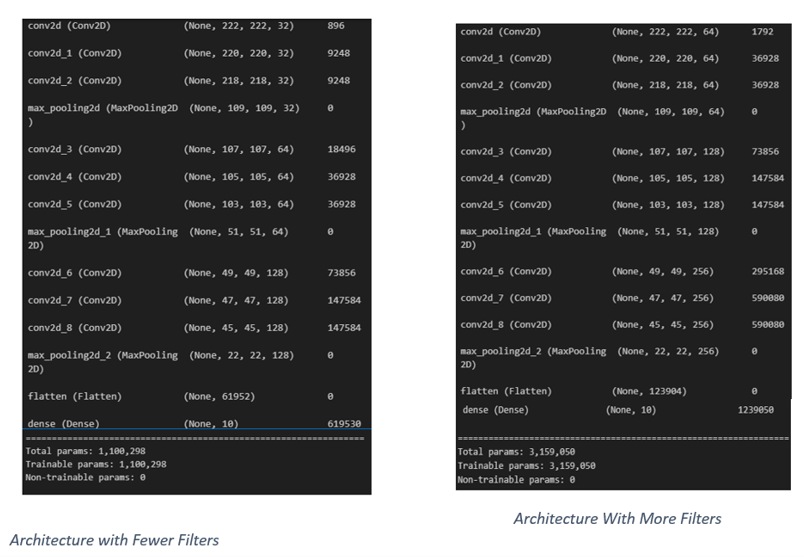 conv2d (Conv2D) (None, 222, 222, 32) 896
conv2d_1 (Conv2D) (None, 220, 220, 32) 9248
conv2d_2 (Conv2D) (None, 218, 218, 32) 9248
max_pooling2d (MaxPooling2D (None, 109, 109, 32) 0
)
conv2d_3 (Conv2D) (None, 107, 107, 64) 18496
conv2d_4 (Conv2D) (None, 105, 105, 64) 36928
conv2d_5 (Conv2D) (None, 103, 103, 64) 36928
max_pooling2d_1 (MaxPooling (None, 51, 51, 64) 0
2D)
conv2d_6 (Conv2D) (None, 49, 49, 128) 73856
conv2d_7 (Conv2D) (None, 47, 47, 128) 147584
conv2d_8 (Conv2D) (None, 45, 45, 128) 147584
max_pooling2d_2 (MaxPooling (None, 22, 22, 128) 0
2D)
flatten (Flatten) (None, 61952) 0
dense (Dense) (None, 10) 619530
=================================================================
Total params: 1,100,298
Trainable params: 1,100,298
Non-trainable params: 0
Architecture with Fewer Filters
conv2d (Conv2D) (None, 222, 222, 64) 1792
conv2d_1 (Conv2D) (None, 220, 220, 64) 36928
conv2d_2 (Conv2D) (None, 218, 218, 64) 36928
max_pooling2d (MaxPooling2D (None, 109, 109, 64) 0
)
conv2d_3 (Conv2D) (None, 107, 107, 128) 73856
conv2d_4 (Conv2D) (None, 105, 105, 128) 147584
conv2d_5 (Conv2D) (None, 103, 103, 128) 147584
max_pooling2d_1 (MaxPooling (None, 51, 51, 128) 0
2D)
conv2d_6 (Conv2D) (None, 49, 49, 256) 295168
conv2d_7 (Conv2D) (None, 47, 47, 256) 590080
conv2d_8 (Conv2D) (None, 45, 45, 256) 590080
max_pooling2d_2 (MaxPooling (None, 22, 22, 256) 0
2D)
flatten (Flatten) (None, 123904) 0
dense (Dense) (None, 10) 1239050
=================================================================
Total params: 3,159,050
Trainable params: 3,159,050
Non-trainable params: 0
Architecture With More Filters